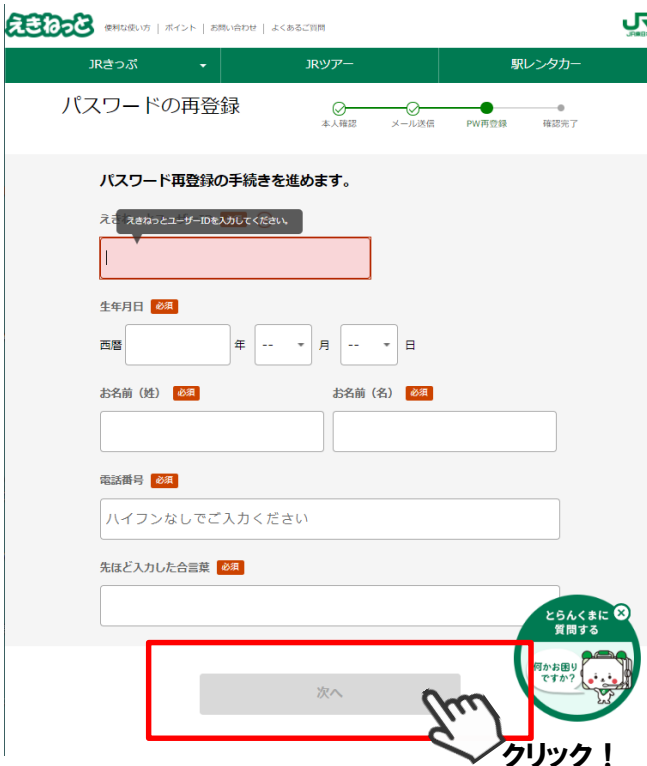 えきねっと 便利な使い方 | ポイント | お問い合わせ | よくあるご質問
JR
JRきっぷ JRツアー 駅レンタカー
パスワードの再登録
本人確認 メール送信 PW再登録 確認完了
パスワード再登録の手続きを進めます。
えき
えきねっとユーザーIDを入力してください。
生年月日 必須
西暦 年 -- 月 -- 日
お名前（姓） 必須 お名前（名） 必須
電話番号 必須
ハイフンなしでご入力ください
先ほど入力した合言葉 必須
とらんくまに
質問する
何かお困り
ですか？
次へ
クリック！